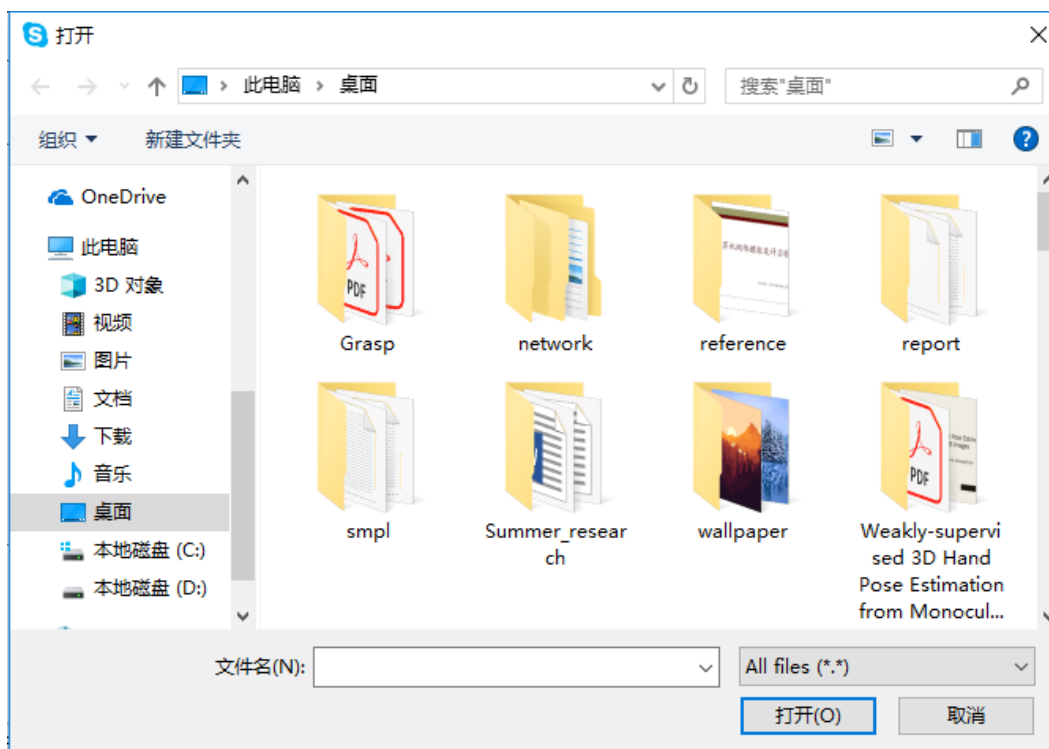 打开
此电脑 › 桌面
搜索"桌面"
组织
新建文件夹
OneDrive
此电脑
3D 对象
视频
图片
文档
下载
音乐
桌面
本地磁盘 (C:)
本地磁盘 (D:)
PDF
Grasp
network
reference
report
smpl
Summer_resear
ch
wallpaper
PDF
Weakly-supervi
sed 3D Hand
Pose Estimation
from Monocul...
文件名(N):
All files (*.*)
打开(O)
取消